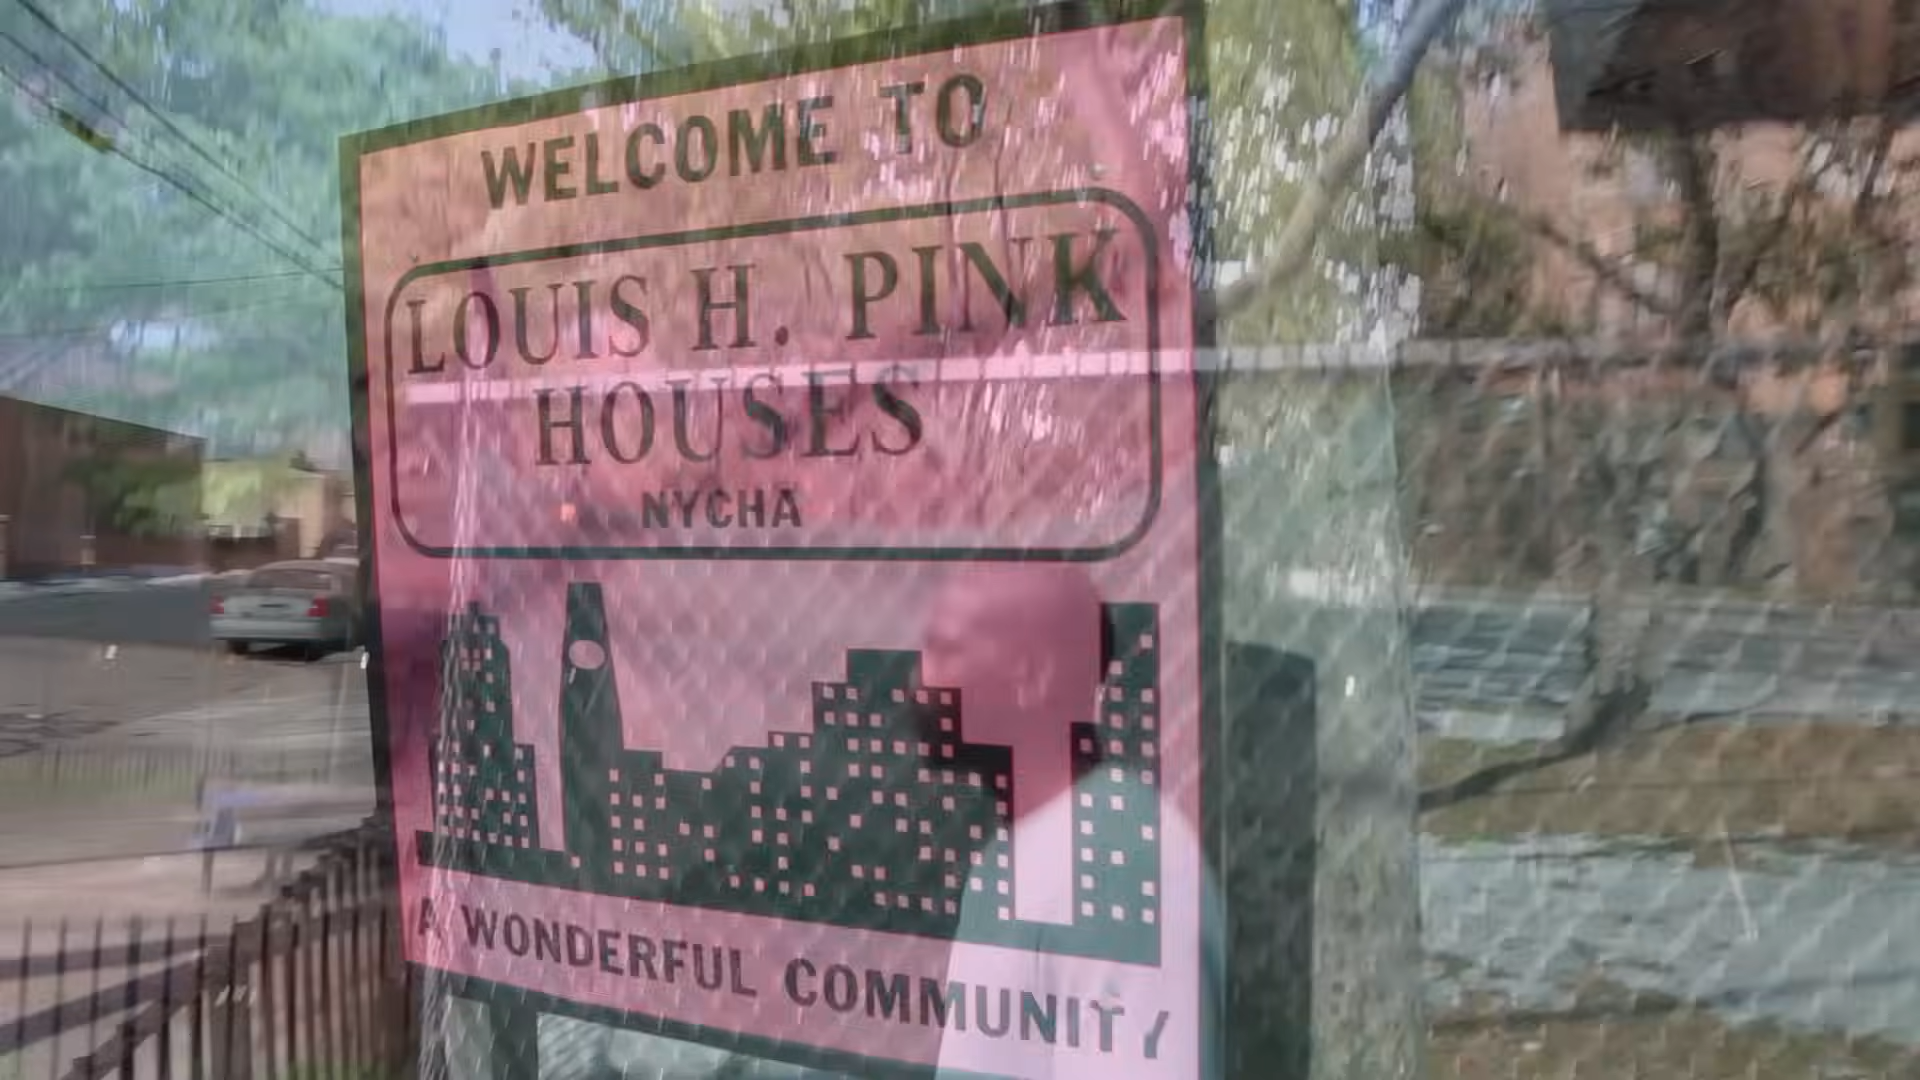 WELCOME TO
LOUIS H. PINK
HOUSES
NYCHA
A WONDERFUL COMMUNITY